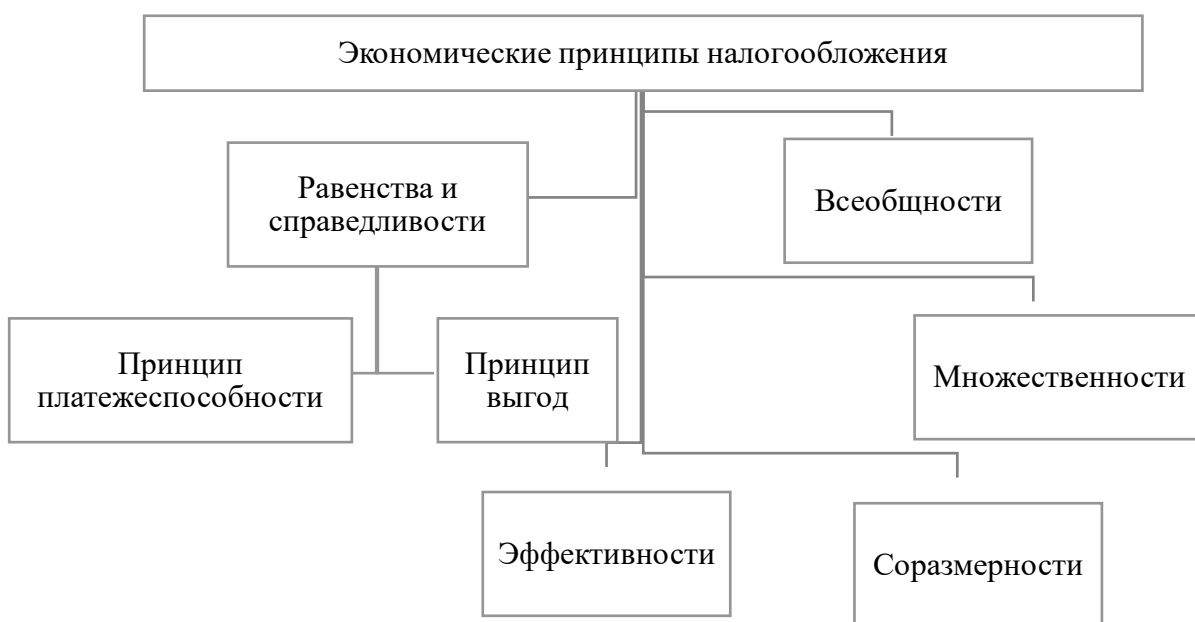 Экономические принципы налогообложения
Равенства и
справедливости
Всеобщности
Принцип
платежеспособности
Принцип
выгод
Множественности
Эффективности
Соразмерности